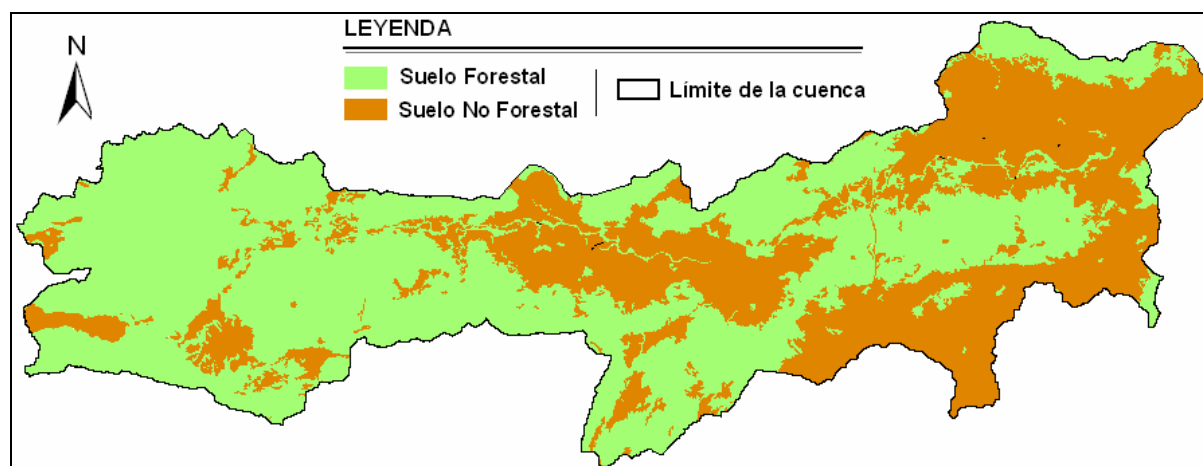 LEYENDA
N
Suelo Forestal
Suelo No Forestal
Límite de la cuenca